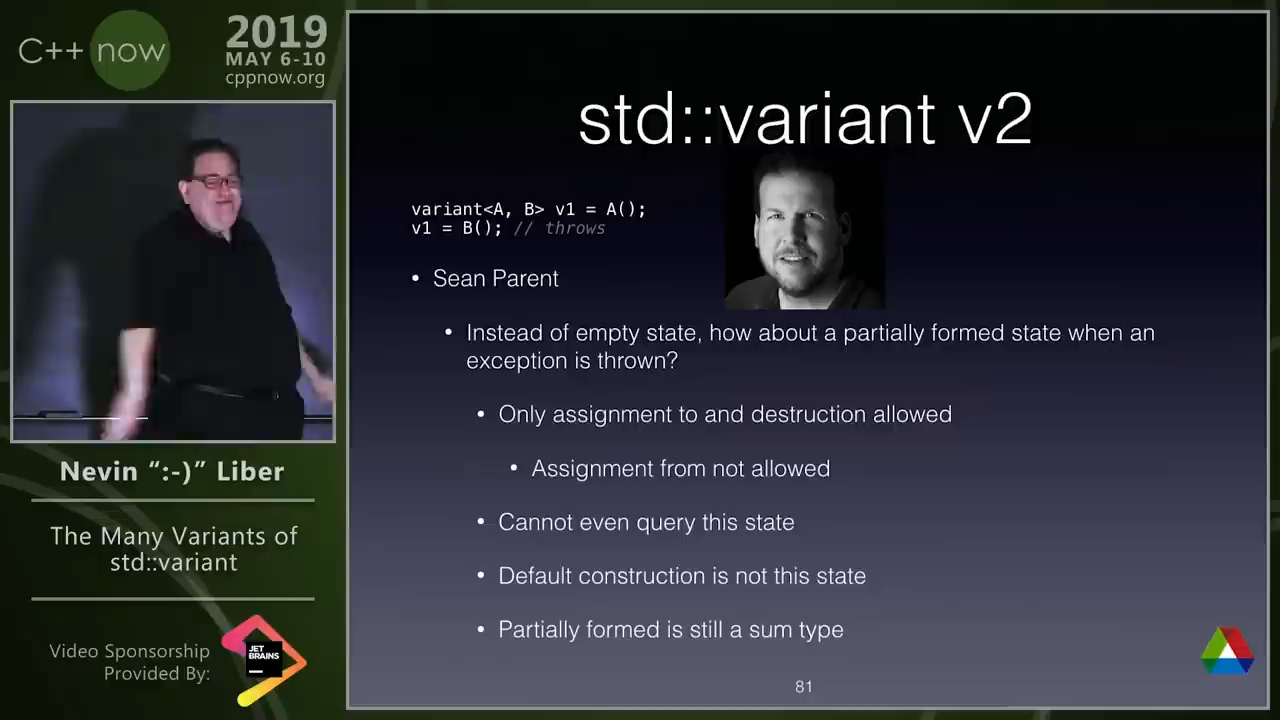 C++ now
2019
MAY 6-10
cppnow.org
Nevin “:-)” Liber
The Many Variants of
std::variant
Video Sponsorship
Provided By:
JET
BRAINS
std::variant v2
variant<A, B> v1 = A();
v1 = B(); // throws
• Sean Parent
• Instead of empty state, how about a partially formed state when an
exception is thrown?
• Only assignment to and destruction allowed
• Assignment from not allowed
• Cannot even query this state
• Default construction is not this state
• Partially formed is still a sum type
81